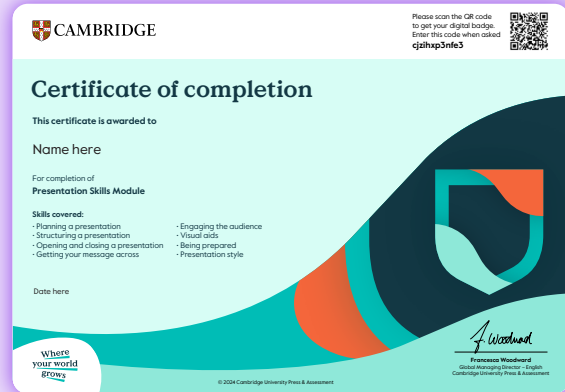 CAMBRIDGE
Please scan the QR code
to get your digital badge.
Enter this code when asked
cjzihxp3nfe3
Certificate of completion
This certificate is awarded to
Name here
For completion of
Presentation Skills Module
Skills covered:
· Planning a presentation
· Structuring a presentation
· Opening and closing a presentation
· Getting your message across
· Engaging the audience
· Visual aids
· Being prepared
· Presentation style
Date here
Where
your world
grows
J. Woodward
Francesca Woodward
Global Managing Director – English
Cambridge University Press & Assessment
© 2024 Cambridge University Press & Assessment